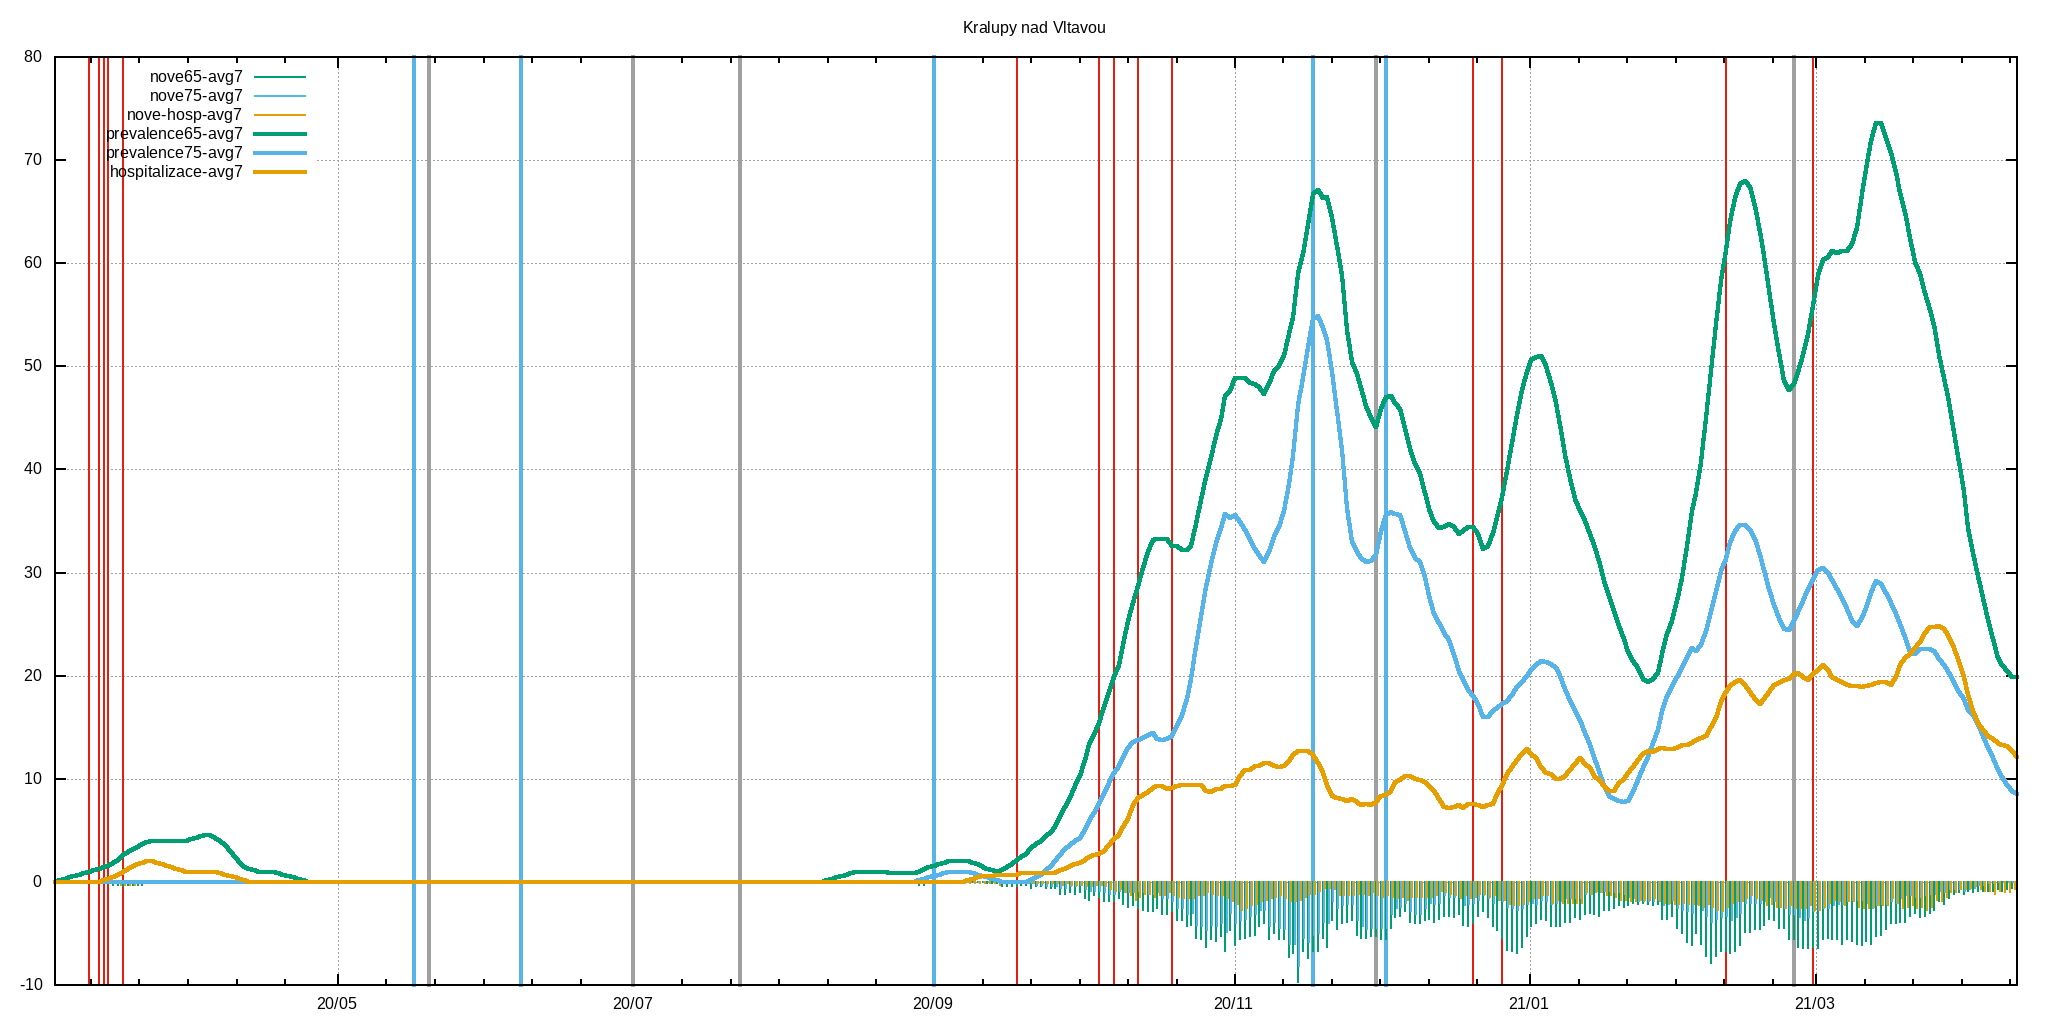 Kralupy nad Vltavou
80
70
60
50
40
30
20
10
0
-10
nove65-avg7
nove75-avg7
nove-hosp-avg7
prevalence65-avg7
prevalence75-avg7
hospitalizace-avg7
20/05
20/07
20/09
20/11
21/01
21/03